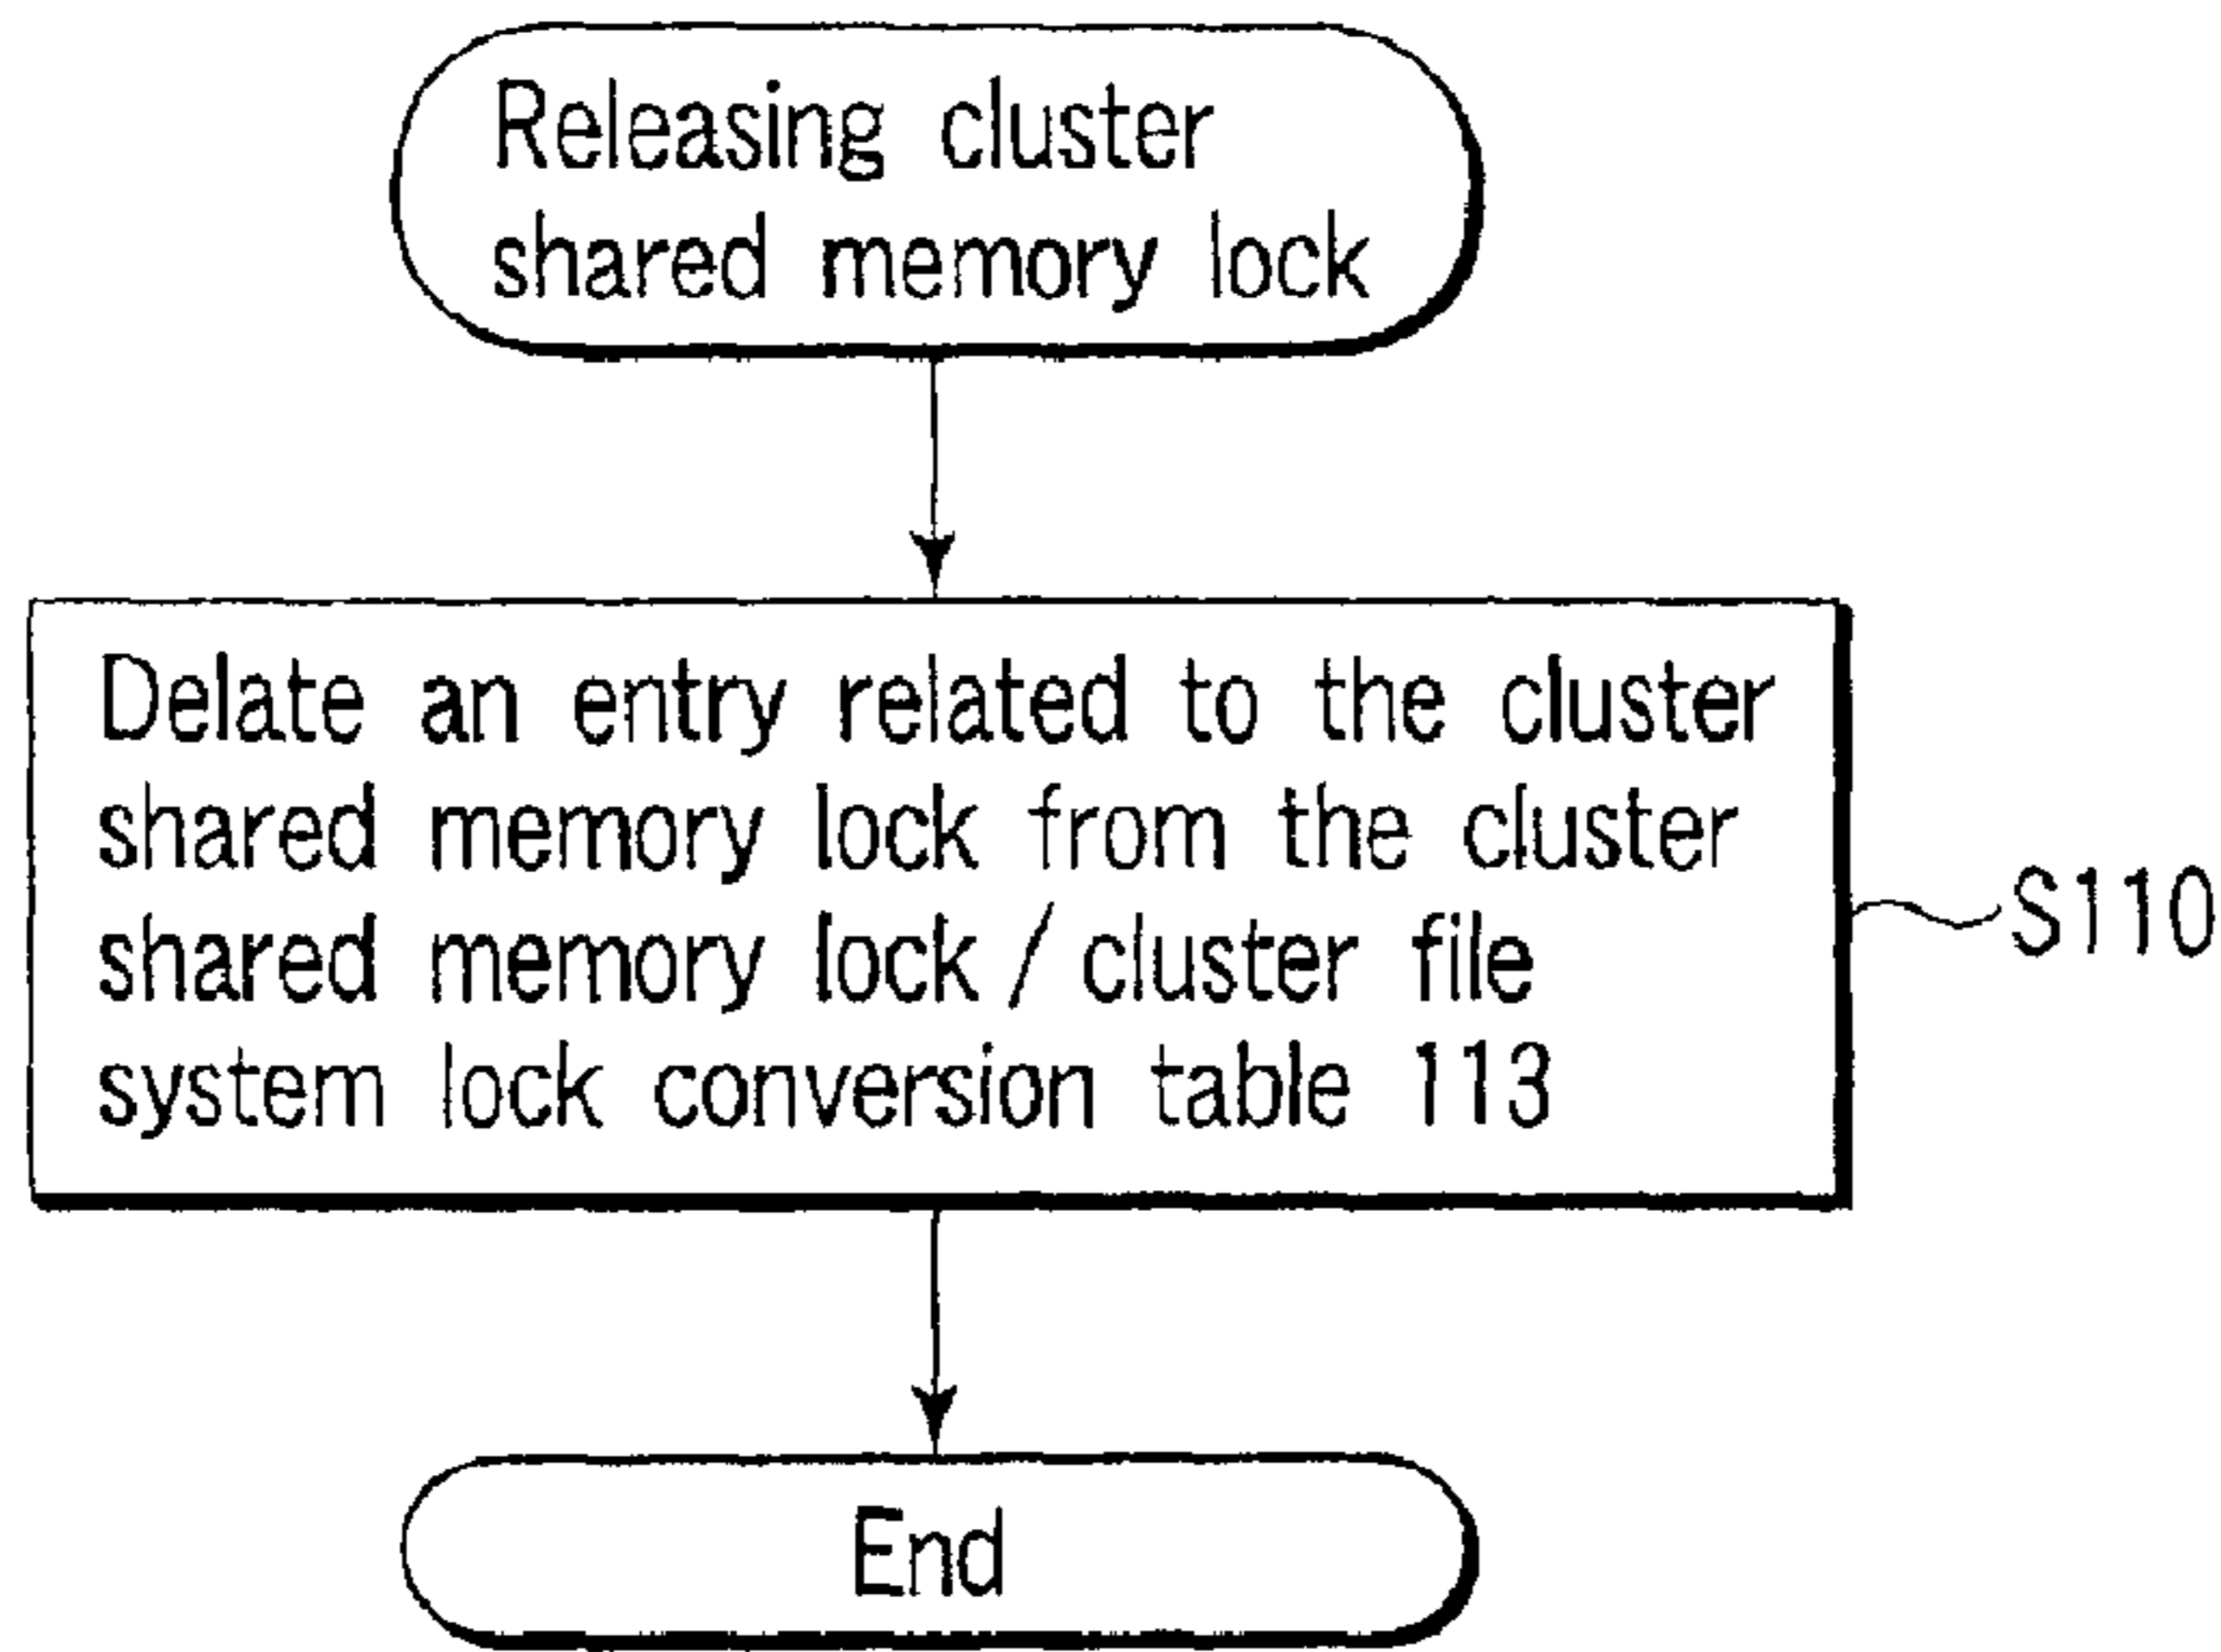 Releasing cluster
shared memory lock
Delate an entry related to the cluster
shared memory lock from the cluster
shared memory lock / cluster file
system lock conversion table 113
S110
End